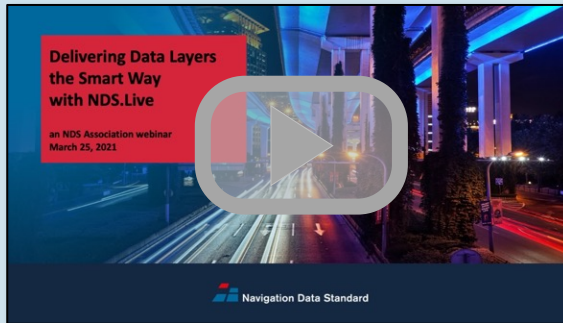 Delivering Data Layers
the Smart Way
with NDS.Live
an NDS Association webinar
March 25, 2021
Navigation Data Standard